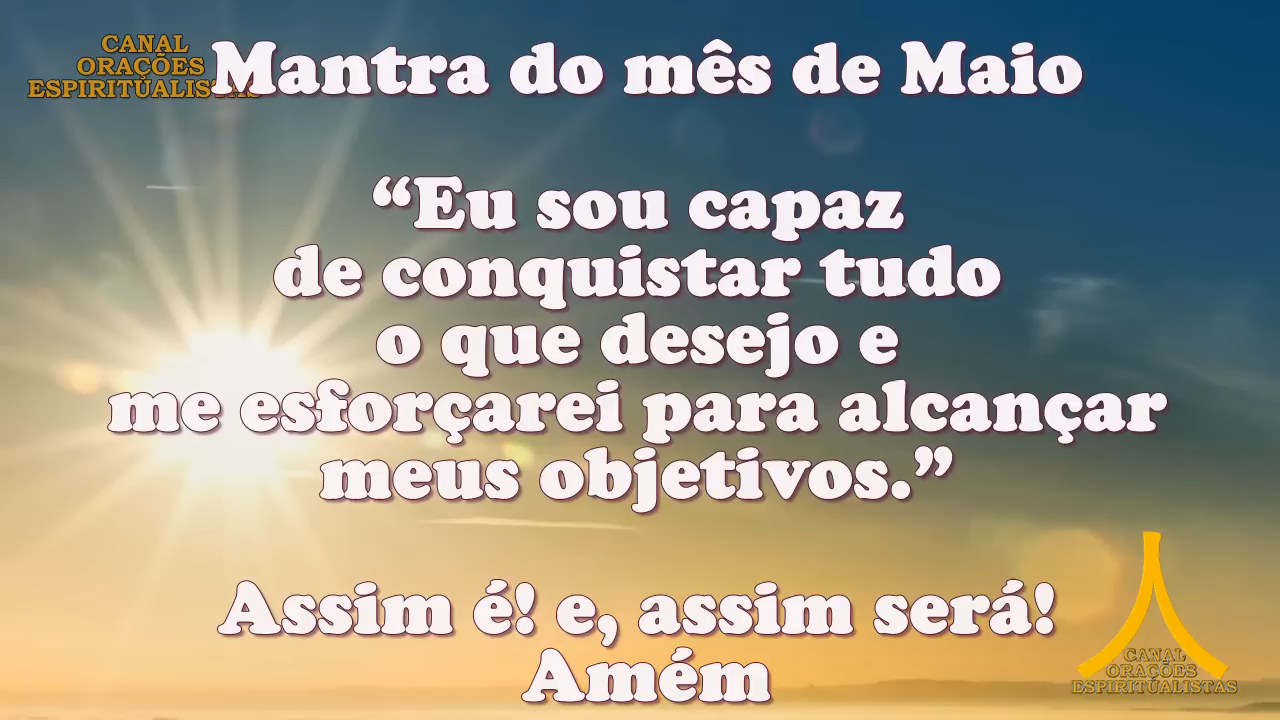 CANAL
ORAÇÕES
ESPIRITUALISTAS
Mantra do mês de Maio
“Eu sou capaz
de conquistar tudo
o que desejo e
me esforçarei para alcançar
meus objetivos.”
Assim é! e, assim será!
Amém
CANAL
ORAÇÕES
ESPIRITUALISTAS